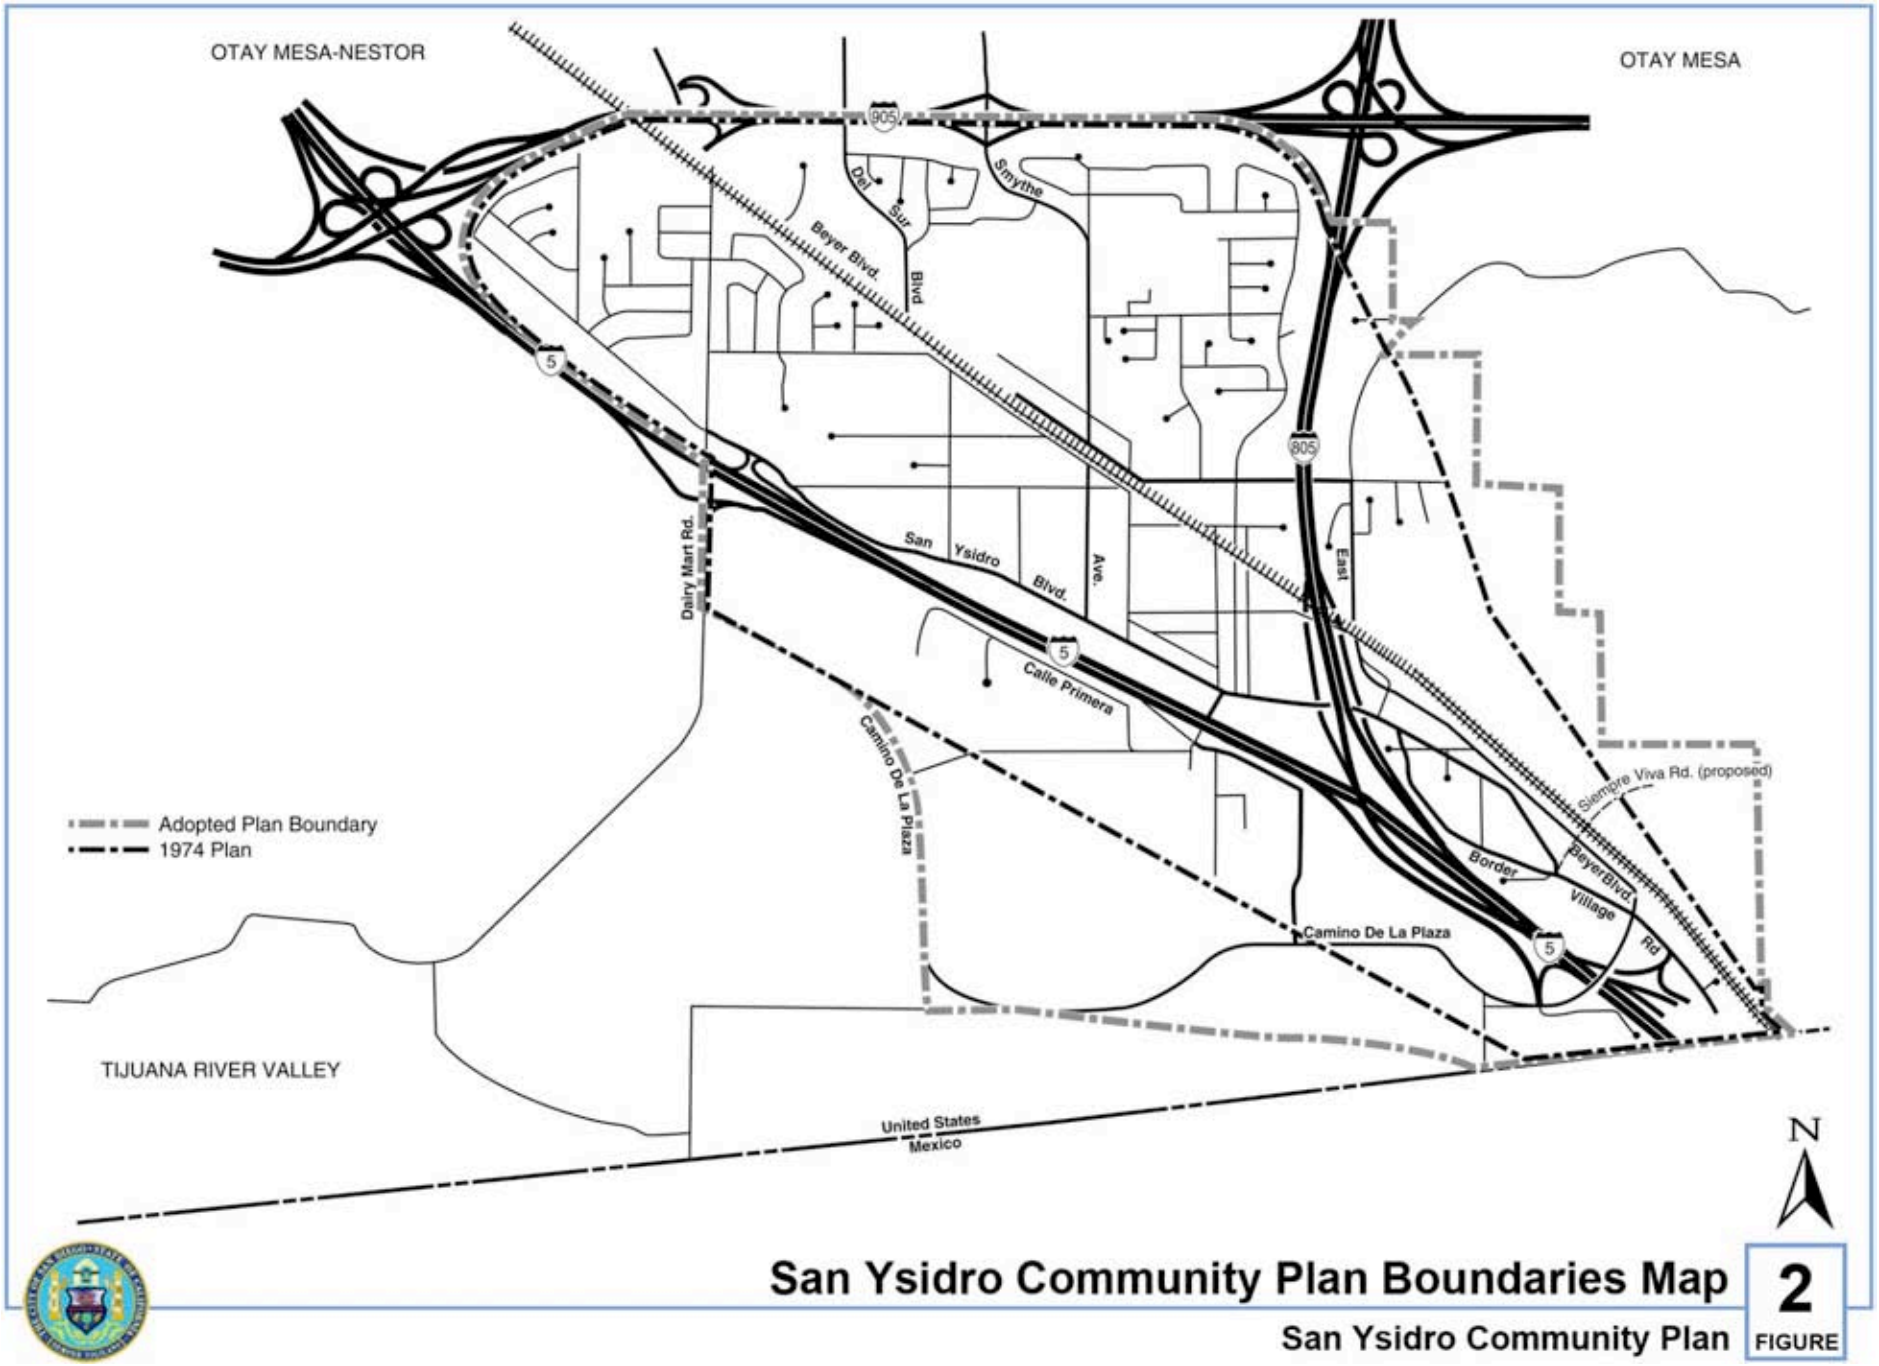 OTAY MESA-NESTOR
OTAY MESA
905
Del
Sur
Blvd
Smythe
Beyer Blvd.
5
805
San Ysidro Blvd.
Ave.
East
Dairy Mart Rd.
5
Calle Primera
Camino De La Plaza
Siempre Viva Rd. (proposed)
Adopted Plan Boundary
1974 Plan
Border
Village
Rd
BeyerBlvd.
Camino De La Plaza
5
TIJUANA RIVER VALLEY
United States
Mexico
N
San Ysidro Community Plan Boundaries Map
San Ysidro Community Plan
2
FIGURE